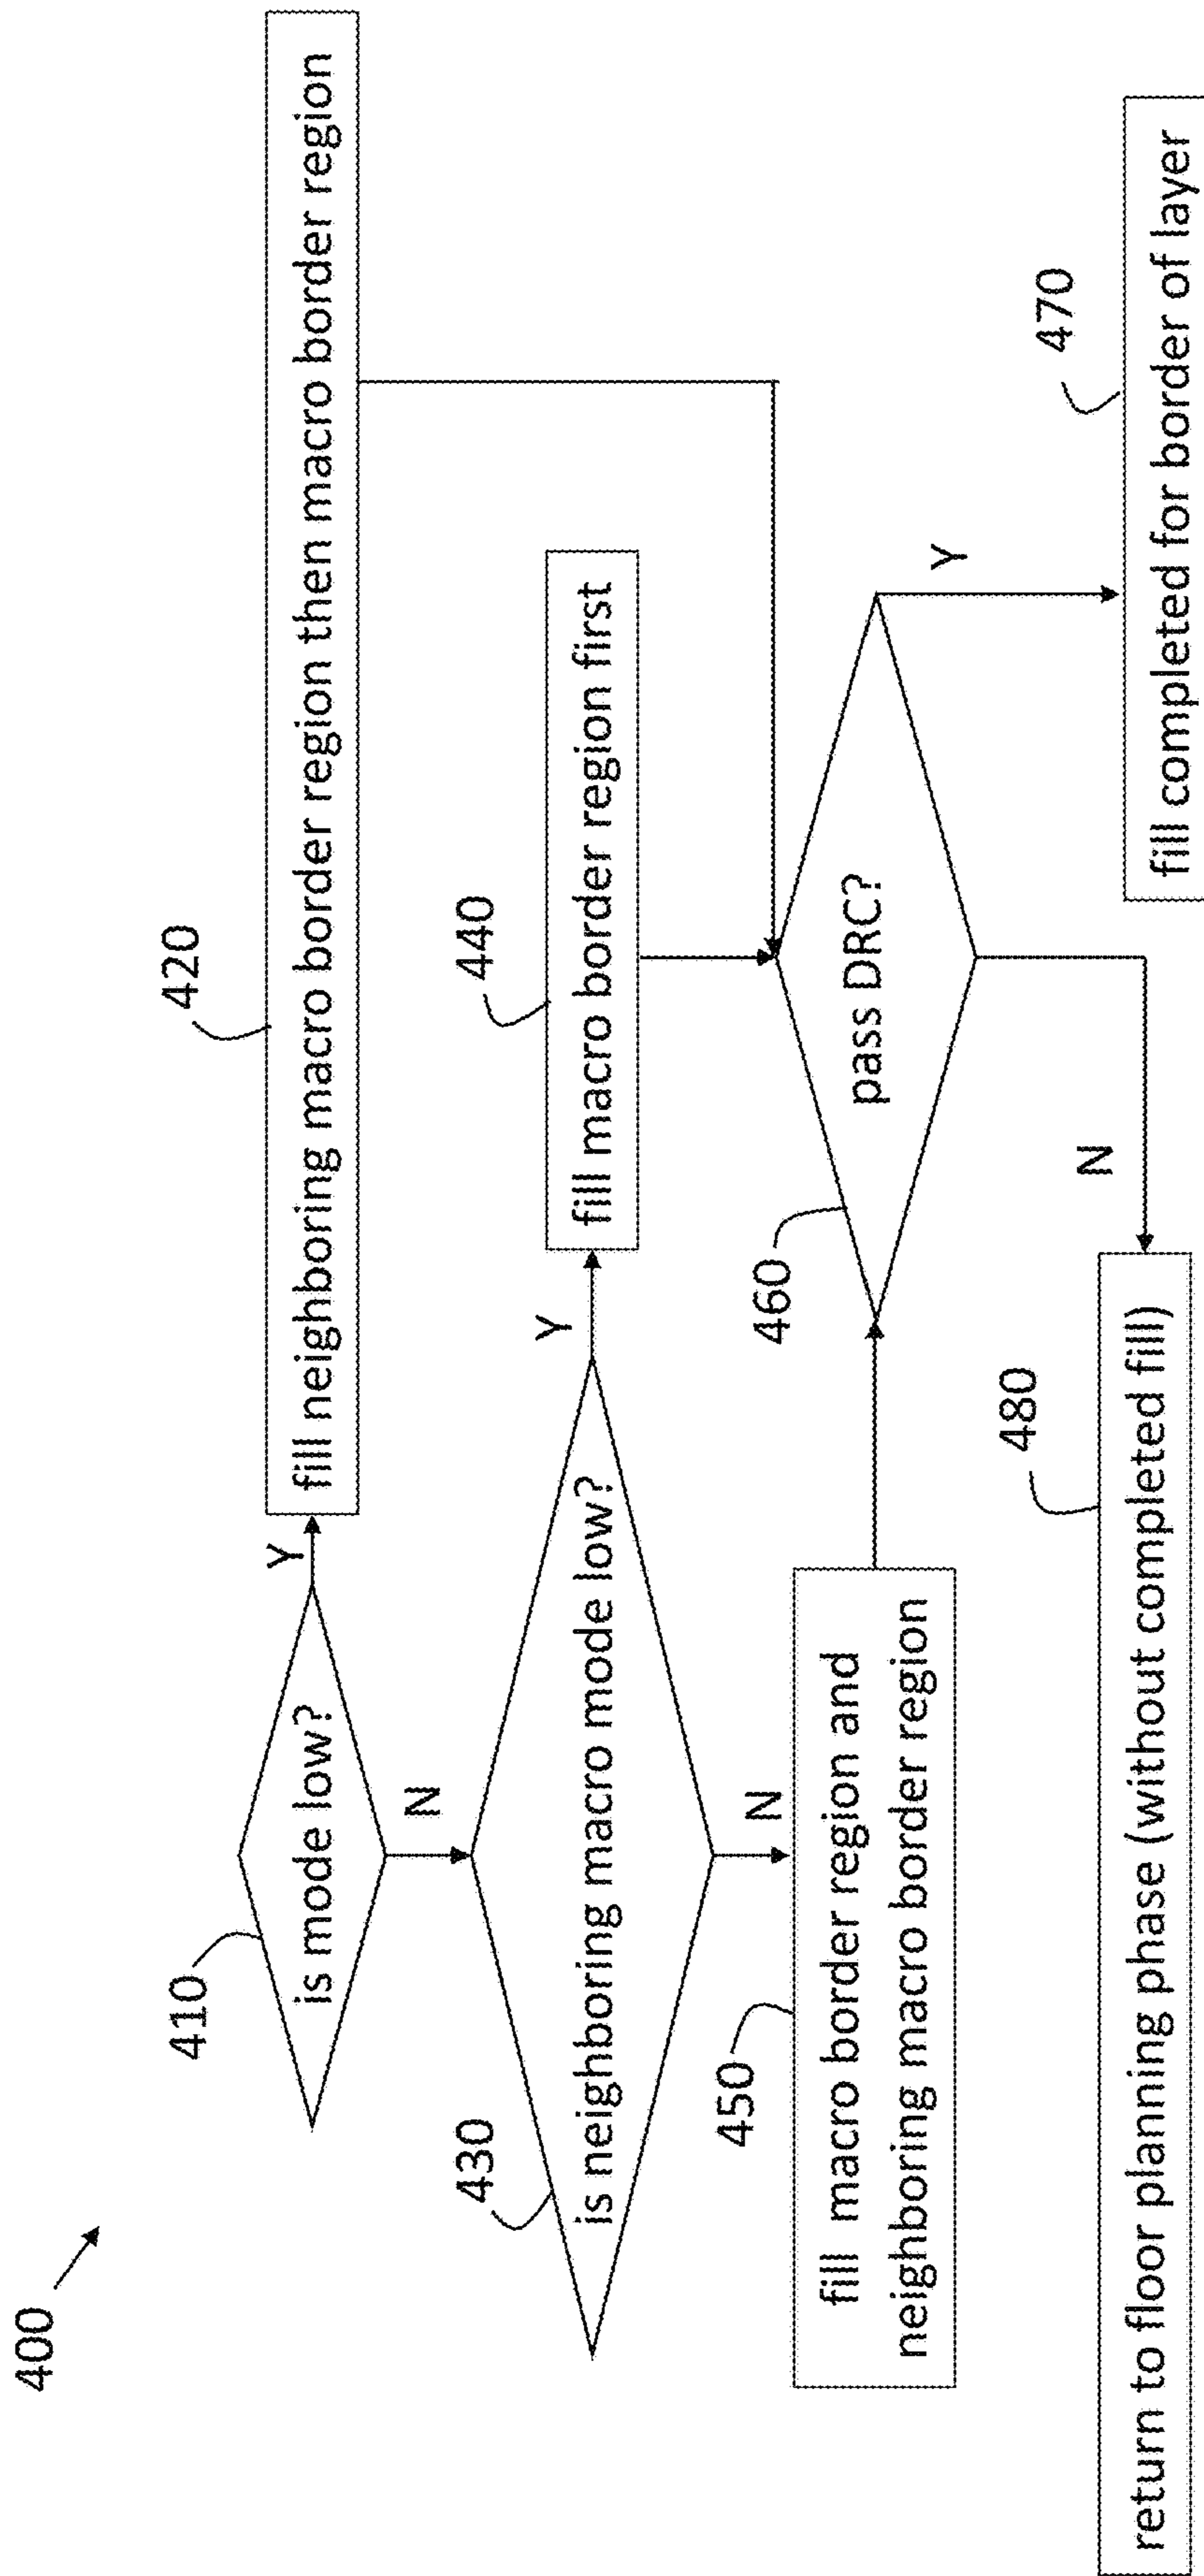 400
410
is mode low?
Y
420
fill neighboring macro border region then macro border region
N
430
is neighboring macro mode low?
Y
440
fill macro border region first
N
450
fill macro border region and
neighboring macro border region
460
pass DRC?
Y
470
fill completed for border of layer
N
480
return to floor planning phase (without completed fill)